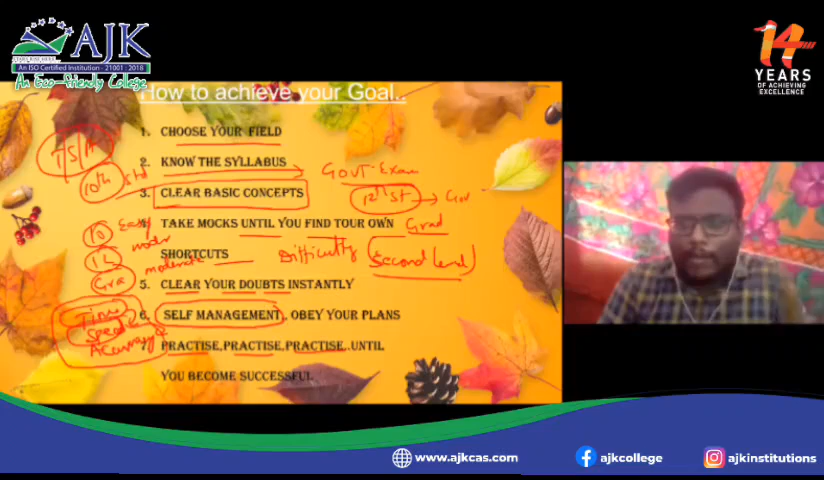 AJK
STARS RISE HERE
An ISO Certified Institution - 21001 : 2018
An Eco-friendly College
14
YEARS
OF ACHIEVING
EXCELLENCE
How to achieve your Goal..
1. CHOOSE YOUR FIELD
2. KNOW THE SYLLABUS
GOVT-Exam
10th Std
3. CLEAR BASIC CONCEPTS
12th St
4. TAKE MOCKS UNTIL YOU FIND TOUR OWN
Grad
10 Easy
SHORTCUTS
Difficulty
Second Level
12
moderate
Gra
5. CLEAR YOUR DOUBTS INSTANTLY
Time
6. SELF MANAGEMENT. OBEY YOUR PLANS
Speed
Accuracy
7. PRACTISE,PRACTISE,PRACTISE..UNTIL
YOU BECOME SUCCESSFUL
www.ajkcas.com
ajkcollege
ajkinstitutions